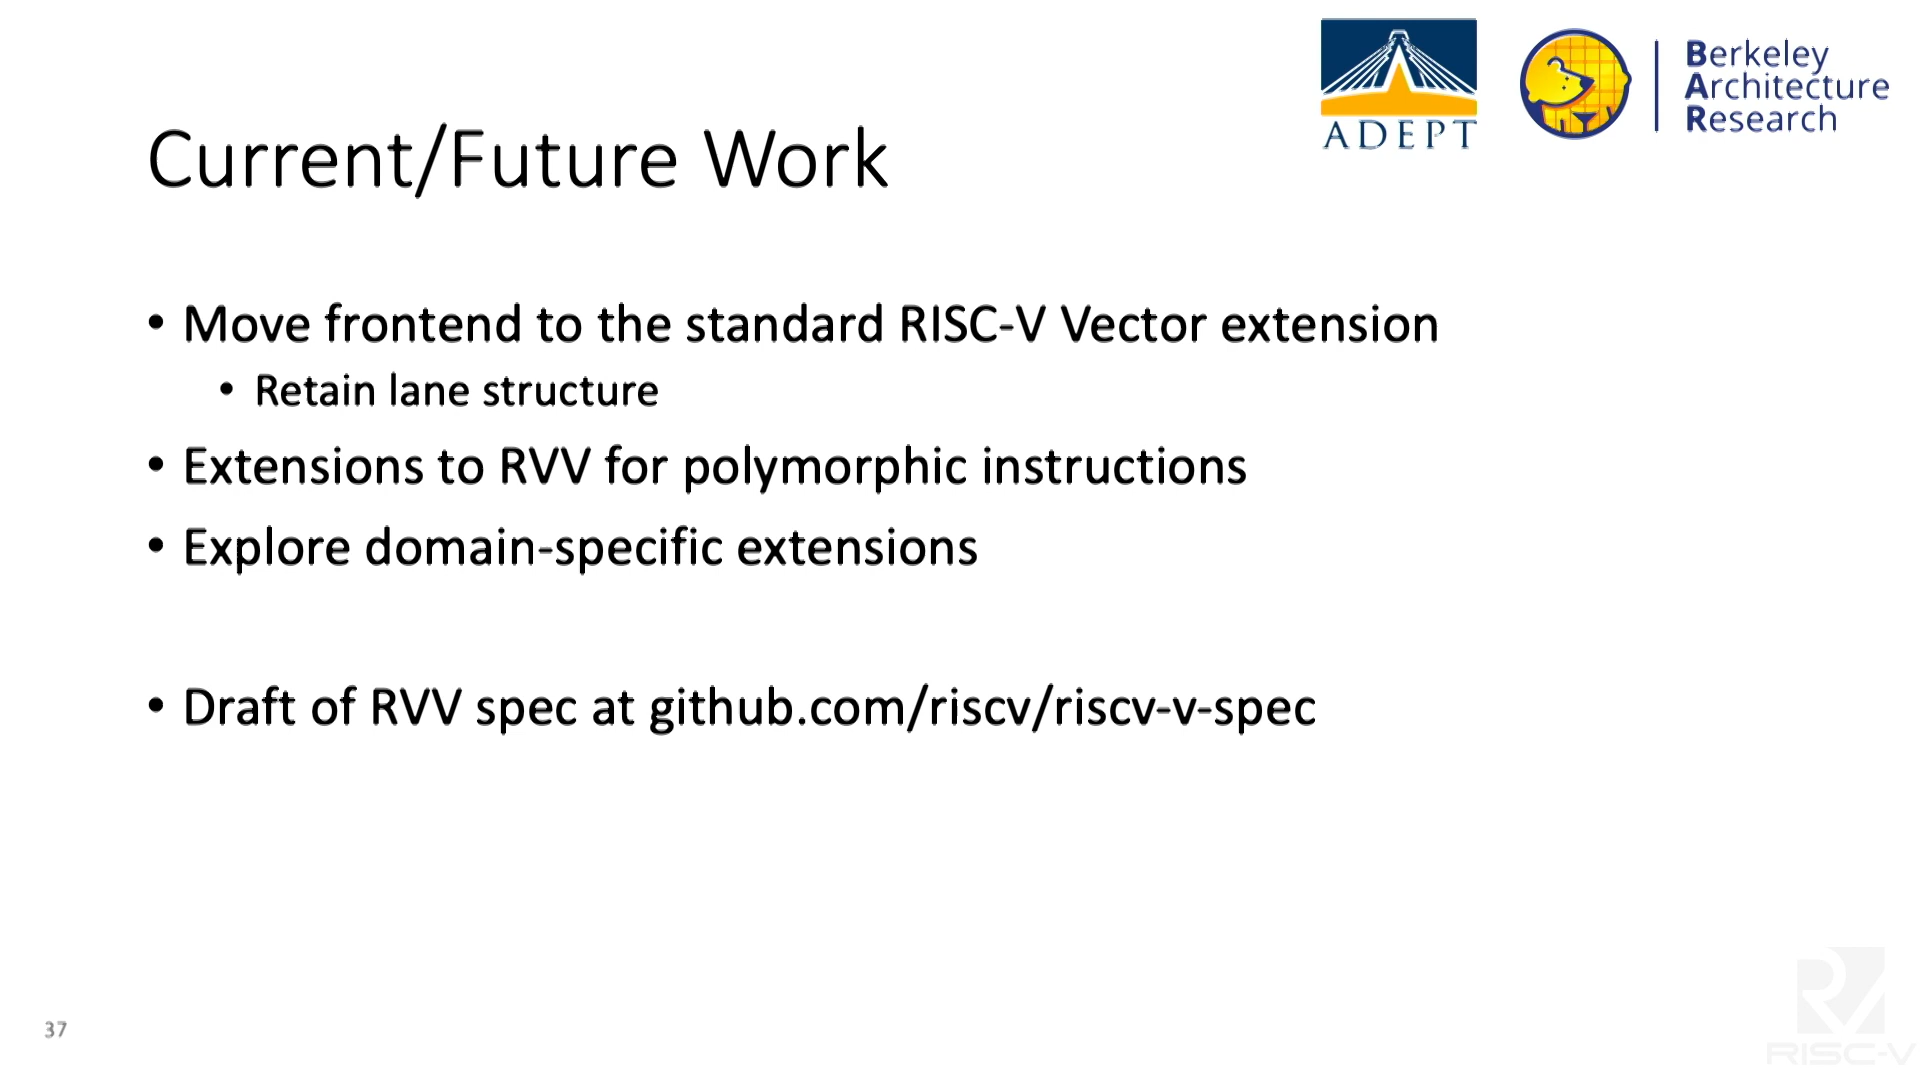 ADEPT
Berkeley
Architecture
Research
Current/Future Work
• Move frontend to the standard RISC-V Vector extension
• Retain lane structure
• Extensions to RVV for polymorphic instructions
• Explore domain-specific extensions
• Draft of RVV spec at github.com/riscv/riscv-v-spec
37
RISC-V